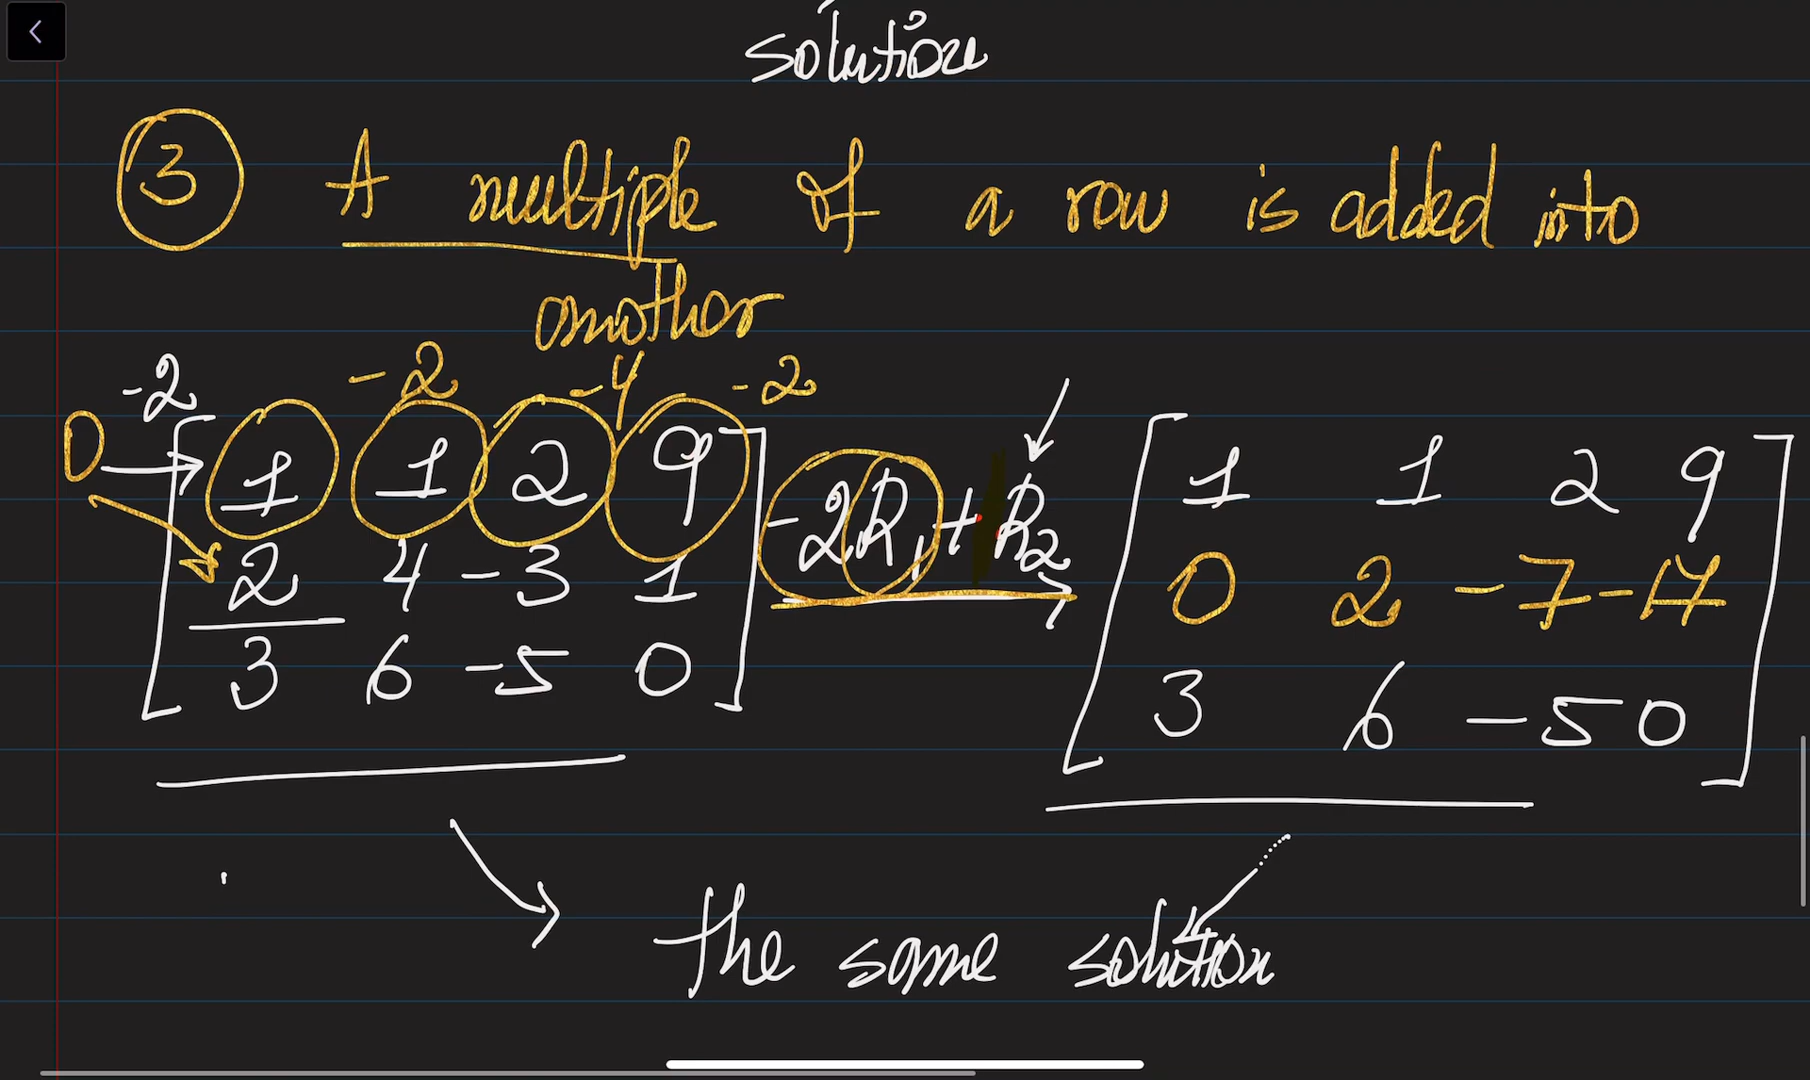 solution
3 A multiple of a row is added into
another
-2 -2 -4 -2
0 1 1 2 9 -2R1 + R2 1 1 2 9
2 4 -3 1 0 2 -7 -17
3 6 -5 0 3 6 -5 0
the same solution